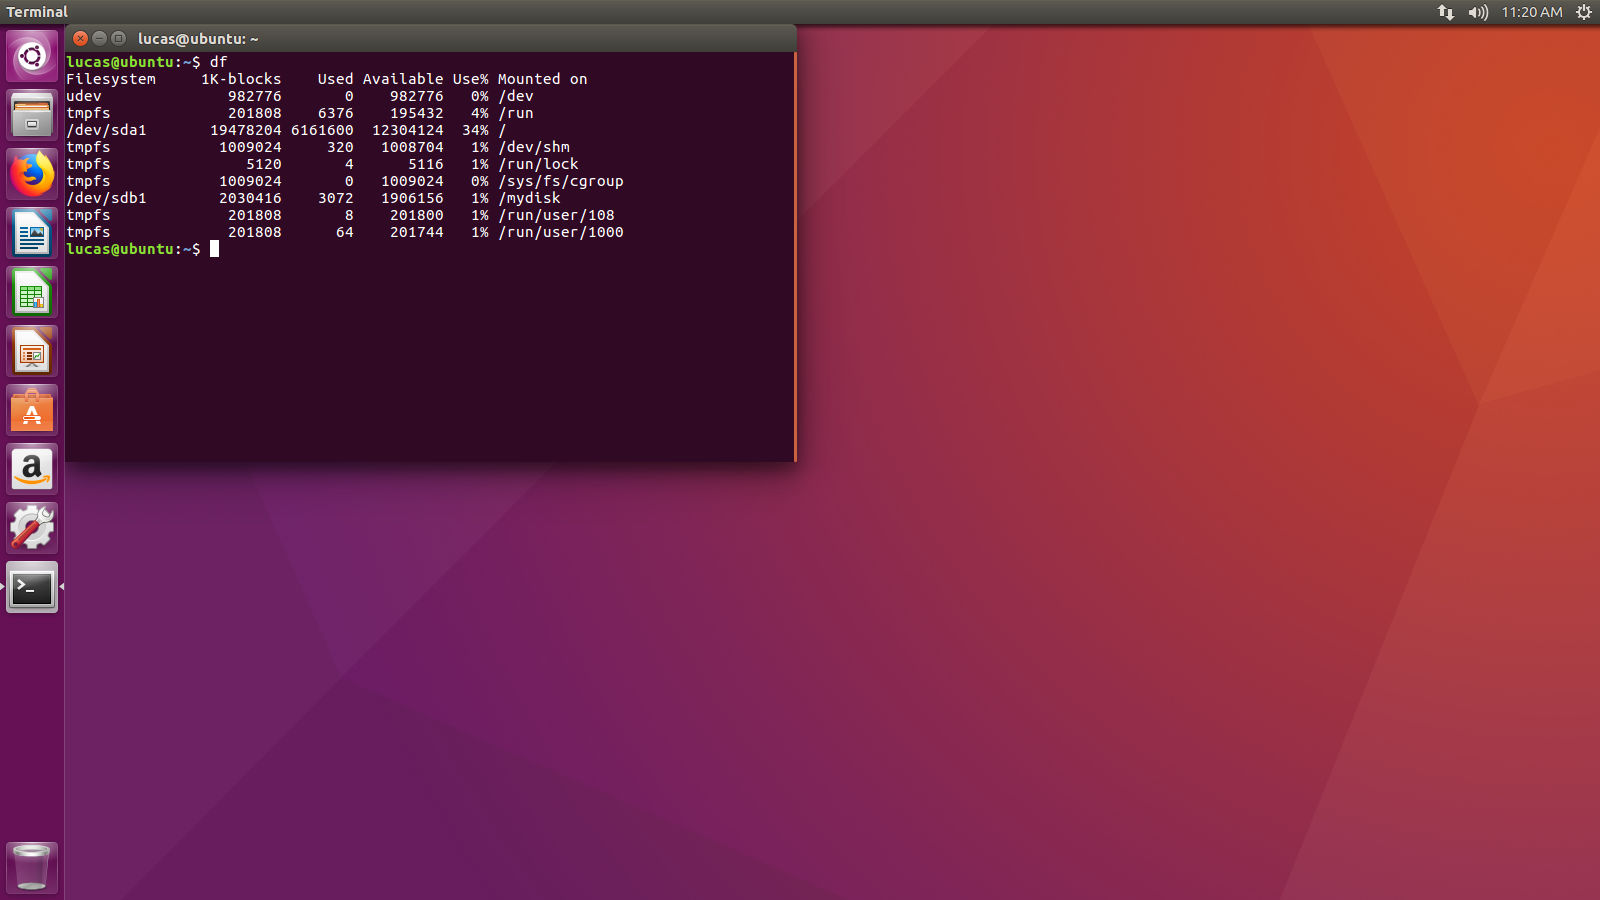 Terminal
11:20 AM
lucas@ubuntu: ~
lucas@ubuntu:~$ df
Filesystem     1K-blocks    Used Available Use% Mounted on
udev              982776       0    982776   0% /dev
tmpfs             201808    6376    195432   4% /run
/dev/sda1       19478204 6161600  12304124  34% /
tmpfs            1009024     320   1008704   1% /dev/shm
tmpfs               5120       4      5116   1% /run/lock
tmpfs            1009024       0   1009024   0% /sys/fs/cgroup
/dev/sdb1        2030416    3072   1906156   1% /mydisk
tmpfs             201808       8    201800   1% /run/user/108
tmpfs             201808      64    201744   1% /run/user/1000
lucas@ubuntu:~$